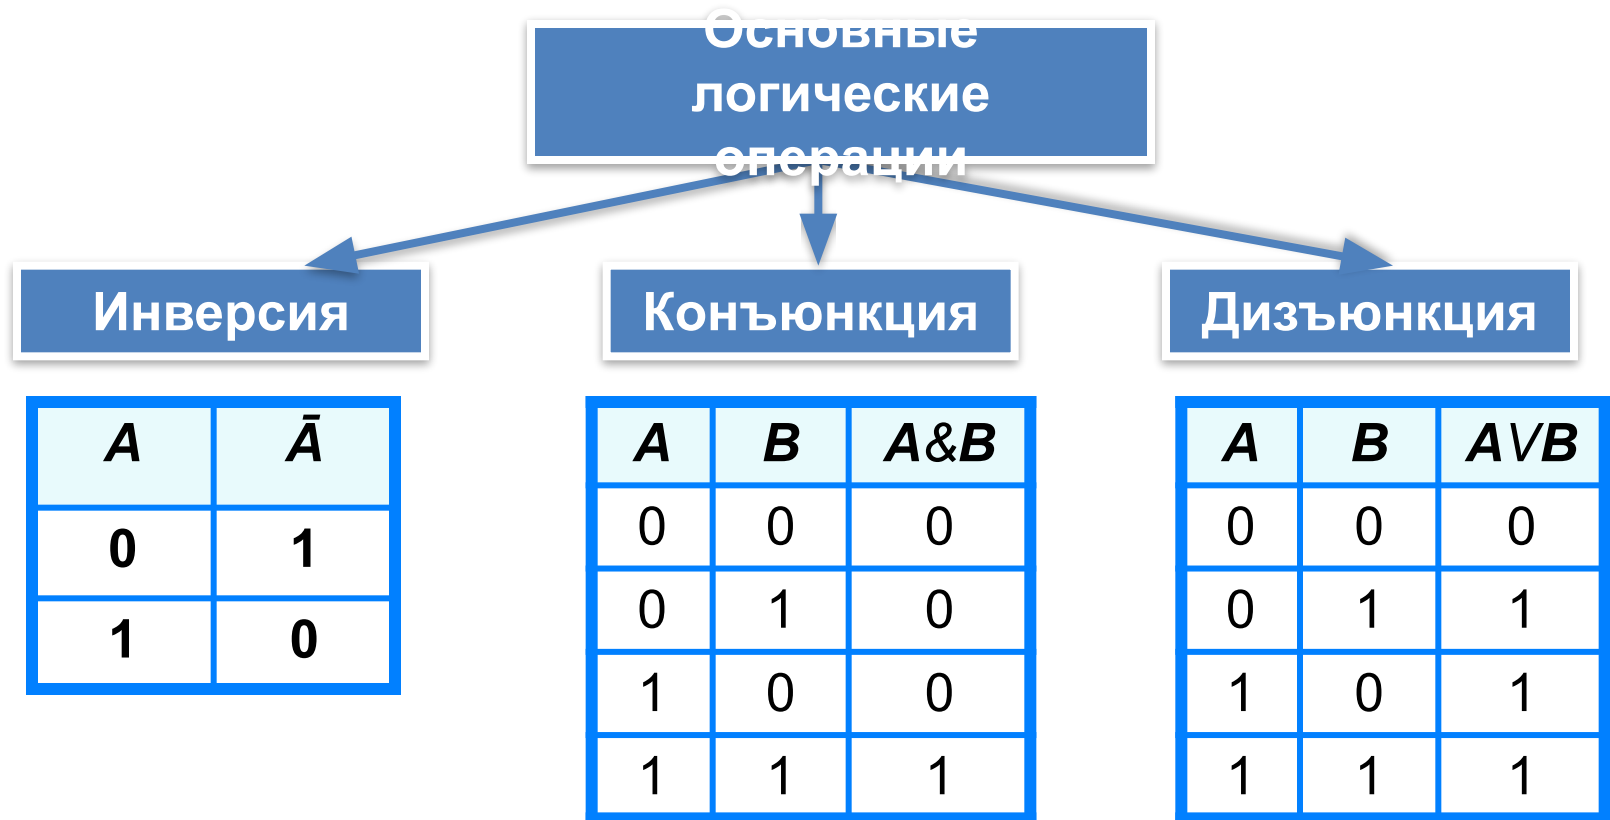 Основные
логические
операции
Инверсия
Конъюнкция
Дизъюнкция
A Ā
0 1
1 0
A B A&B
0 0 0
0 1 0
1 0 0
1 1 1
A B AVB
0 0 0
0 1 1
1 0 1
1 1 1